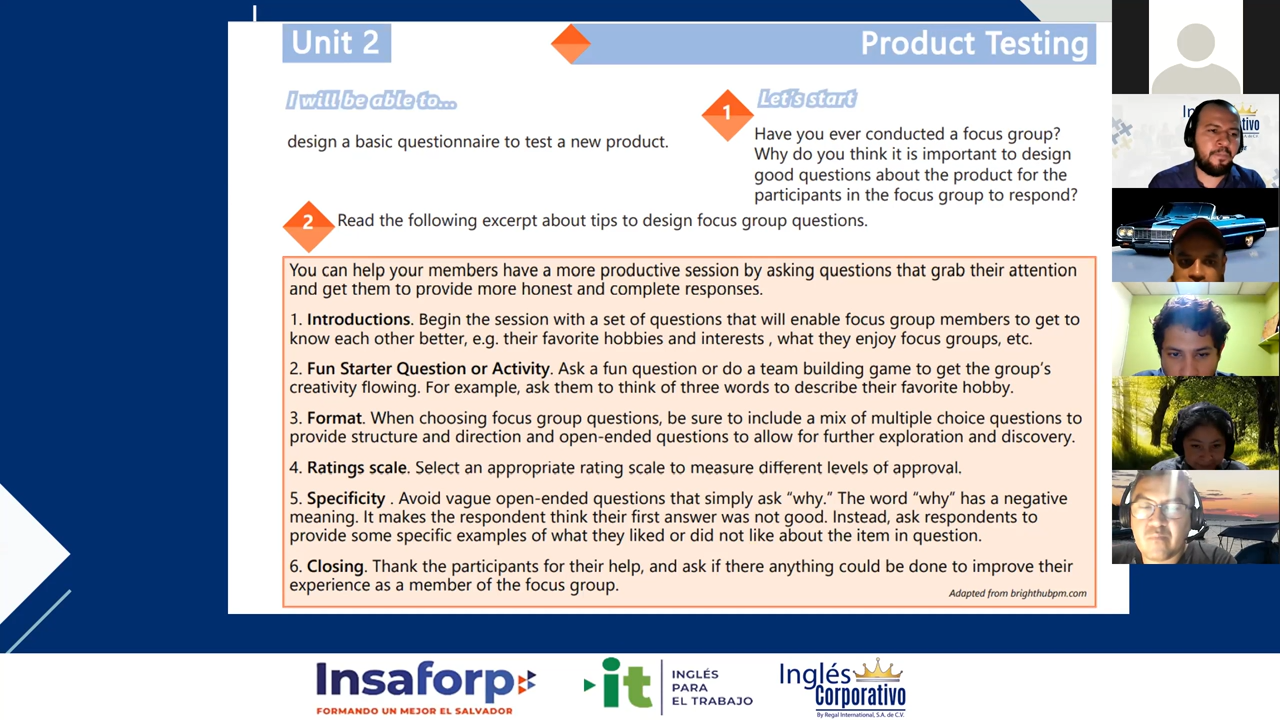 Unit 2
Product Testing
I will be able to...
design a basic questionnaire to test a new product.
1
Let's start
Have you ever conducted a focus group?
Why do you think it is important to design
good questions about the product for the
participants in the focus group to respond?
2
Read the following excerpt about tips to design focus group questions.
You can help your members have a more productive session by asking questions that grab their attention
and get them to provide more honest and complete responses.
1. Introductions. Begin the session with a set of questions that will enable focus group members to get to
know each other better, e.g. their favorite hobbies and interests , what they enjoy focus groups, etc.
2. Fun Starter Question or Activity. Ask a fun question or do a team building game to get the group's
creativity flowing. For example, ask them to think of three words to describe their favorite hobby.
3. Format. When choosing focus group questions, be sure to include a mix of multiple choice questions to
provide structure and direction and open-ended questions to allow for further exploration and discovery.
4. Ratings scale. Select an appropriate rating scale to measure different levels of approval.
5. Specificity . Avoid vague open-ended questions that simply ask “why.” The word “why” has a negative
meaning. It makes the respondent think their first answer was not good. Instead, ask respondents to
provide some specific examples of what they liked or did not like about the item in question.
6. Closing. Thank the participants for their help, and ask if there anything could be done to improve their
experience as a member of the focus group.
Adapted from brighthubpm.com
Insaforp
FORMANDO UN MEJOR EL SALVADOR
it
INGLÉS
PARA
EL TRABAJO
Inglés
Corporativo
By Regal International, S.A. de C.V.